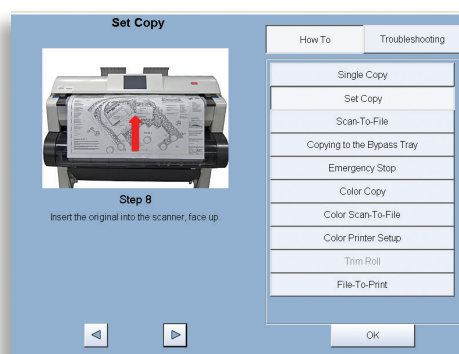 Set Copy
Step 8
Insert the original into the scanner, face up.
How To
Troubleshooting
Single Copy
Set Copy
Scan-To-File
Copying to the Bypass Tray
Emergency Stop
Color Copy
Color Scan-To-File
Color Printer Setup
Trim Roll
File-To-Print
OK